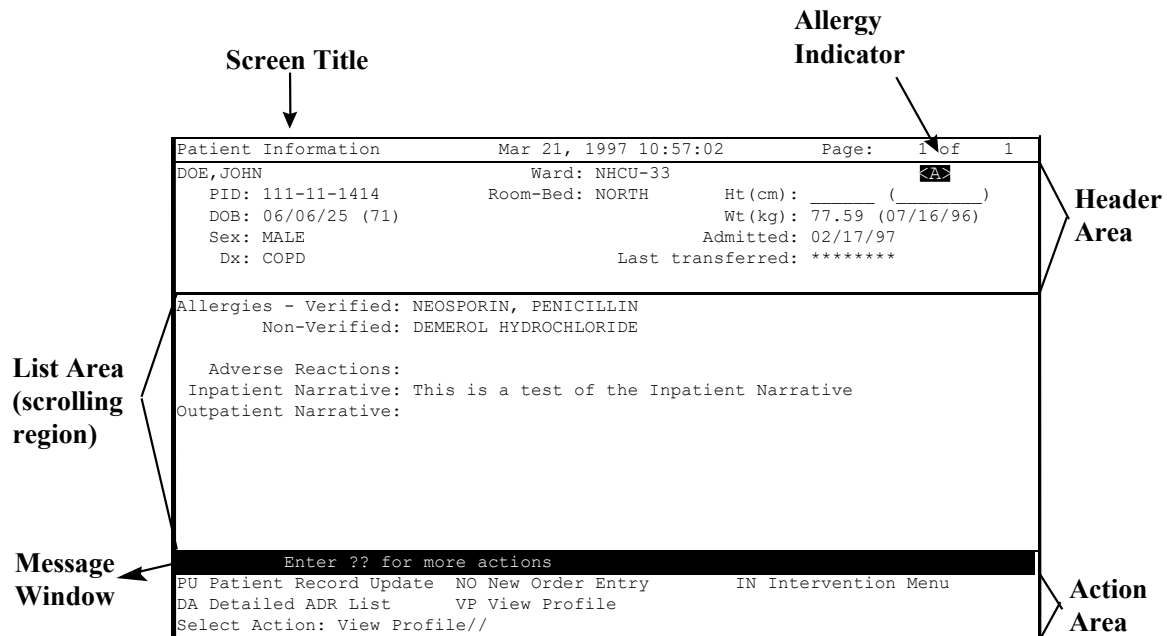 Allergy
Indicator
Screen Title
Patient Information Mar 21, 1997 10:57:02 Page: 1 of 1
DOE,JOHN Ward: NHCU-33 <A>
PID: 111-11-1414 Room-Bed: NORTH Ht(cm): ______ (________)
DOB: 06/06/25 (71) Wt(kg): 77.59 (07/16/96)
Sex: MALE Admitted: 02/17/97
Dx: COPD Last transferred: ********
Header
Area
Allergies - Verified: NEOSPORIN, PENICILLIN
Non-Verified: DEMEROL HYDROCHLORIDE
Adverse Reactions:
Inpatient Narrative: This is a test of the Inpatient Narrative
Outpatient Narrative:
List Area
(scrolling
region)
Enter ?? for more actions
Message
Window
PU Patient Record Update NO New Order Entry IN Intervention Menu
DA Detailed ADR List VP View Profile
Select Action: View Profile//
Action
Area